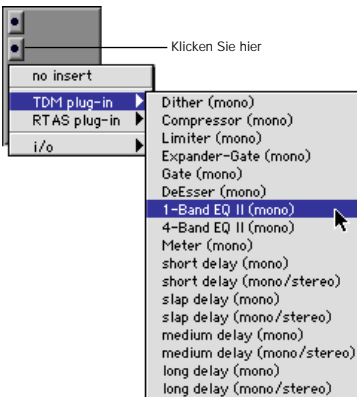 Klicken Sie hier
no insert
TDM plug-in
RTAS plug-in
i/o
Dither (mono)
Compressor (mono)
Limiter (mono)
Expander-Gate (mono)
Gate (mono)
DeEsser (mono)
1-Band EQ II (mono)
4-Band EQ II (mono)
Meter (mono)
short delay (mono)
short delay (mono/stereo)
slap delay (mono)
slap delay (mono/stereo)
medium delay (mono)
medium delay (mono/stereo)
long delay (mono)
long delay (mono/stereo)